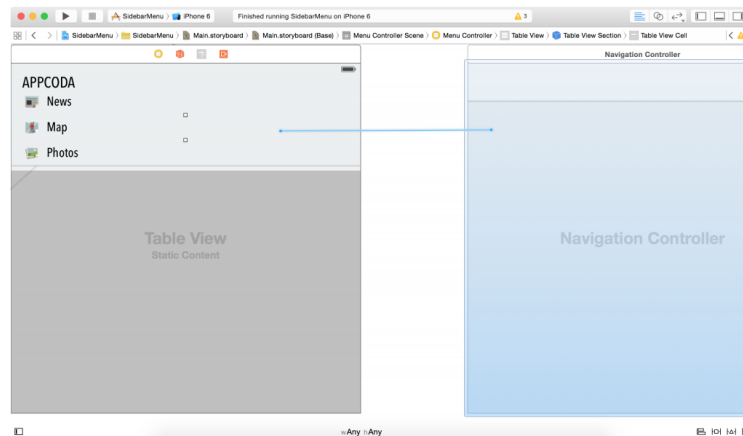 SidebarMenu 〉 iPhone 6 Finished running SidebarMenu on iPhone 6 3
SidebarMenu 〉 SidebarMenu 〉 Main.storyboard 〉 Main.storyboard (Base) 〉 Menu Controller Scene 〉 Menu Controller 〉 Table View 〉 Table View Section 〉 Table View Cell
Navigation Controller
APPCODA
News
Map
Photos
Table View
Static Content
Navigation Controller
wAny hAny